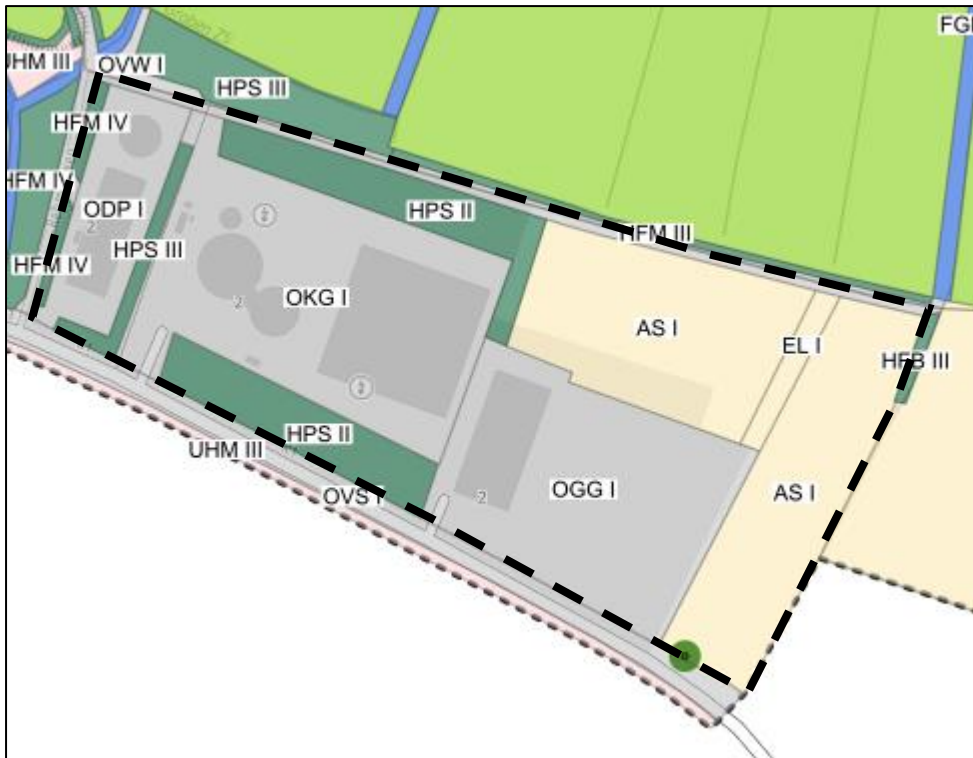 FG
UHM III
OVW I
HPS III
HFM IV
HFM IV
HPS II
ODP I
HFM III
2
HPS III
HFM IV
OKG I
2
AS I
EL I
HFB III
HPS II
UHM III
AS I
OVS I
2
OGG I